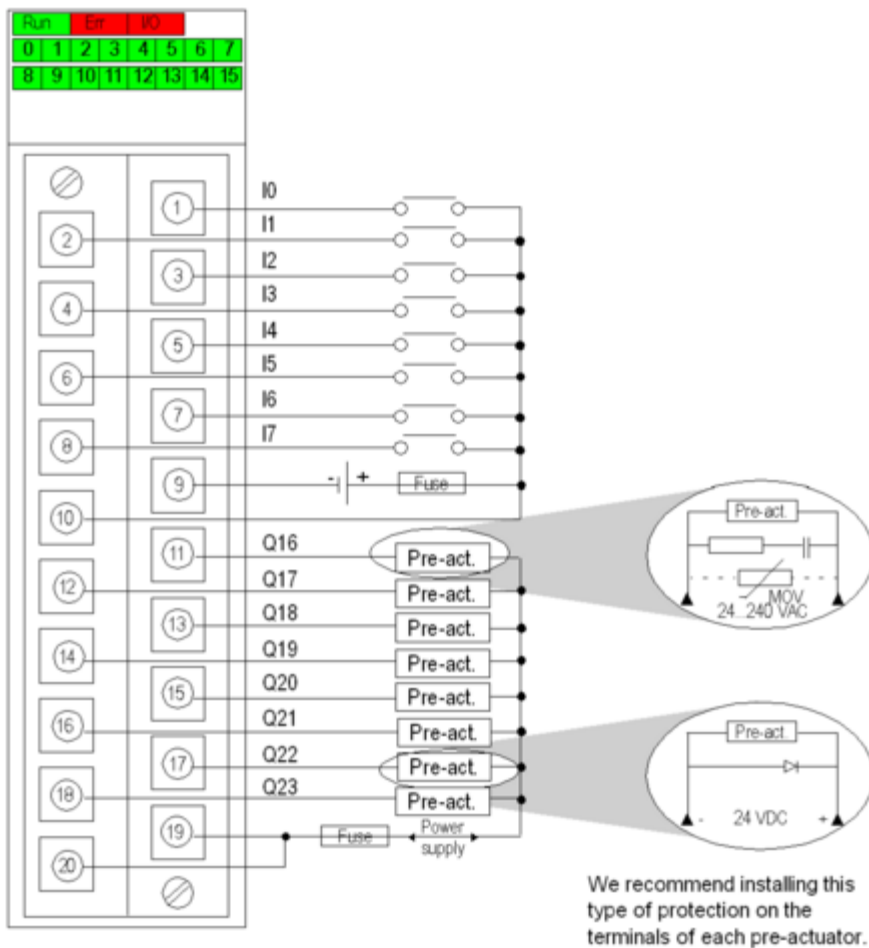 Run Err I/O
0 1 2 3 4 5 6 7
8 9 10 11 12 13 14 15
1 I0
2 I1
3 I2
4 I3
5 I4
6 I5
7 I6
8 I7
9 - + Fuse
10
11 Q16 Pre-act.
12 Q17 Pre-act.
13 Q18 Pre-act.
14 Q19 Pre-act.
15 Q20 Pre-act.
16 Q21 Pre-act.
17 Q22 Pre-act.
18 Q23 Pre-act.
19 Fuse Power
supply
20
Pre-act.
MOV
24...240 VAC
Pre-act.
- 24 VDC +
We recommend installing this
type of protection on the
terminals of each pre-actuator.